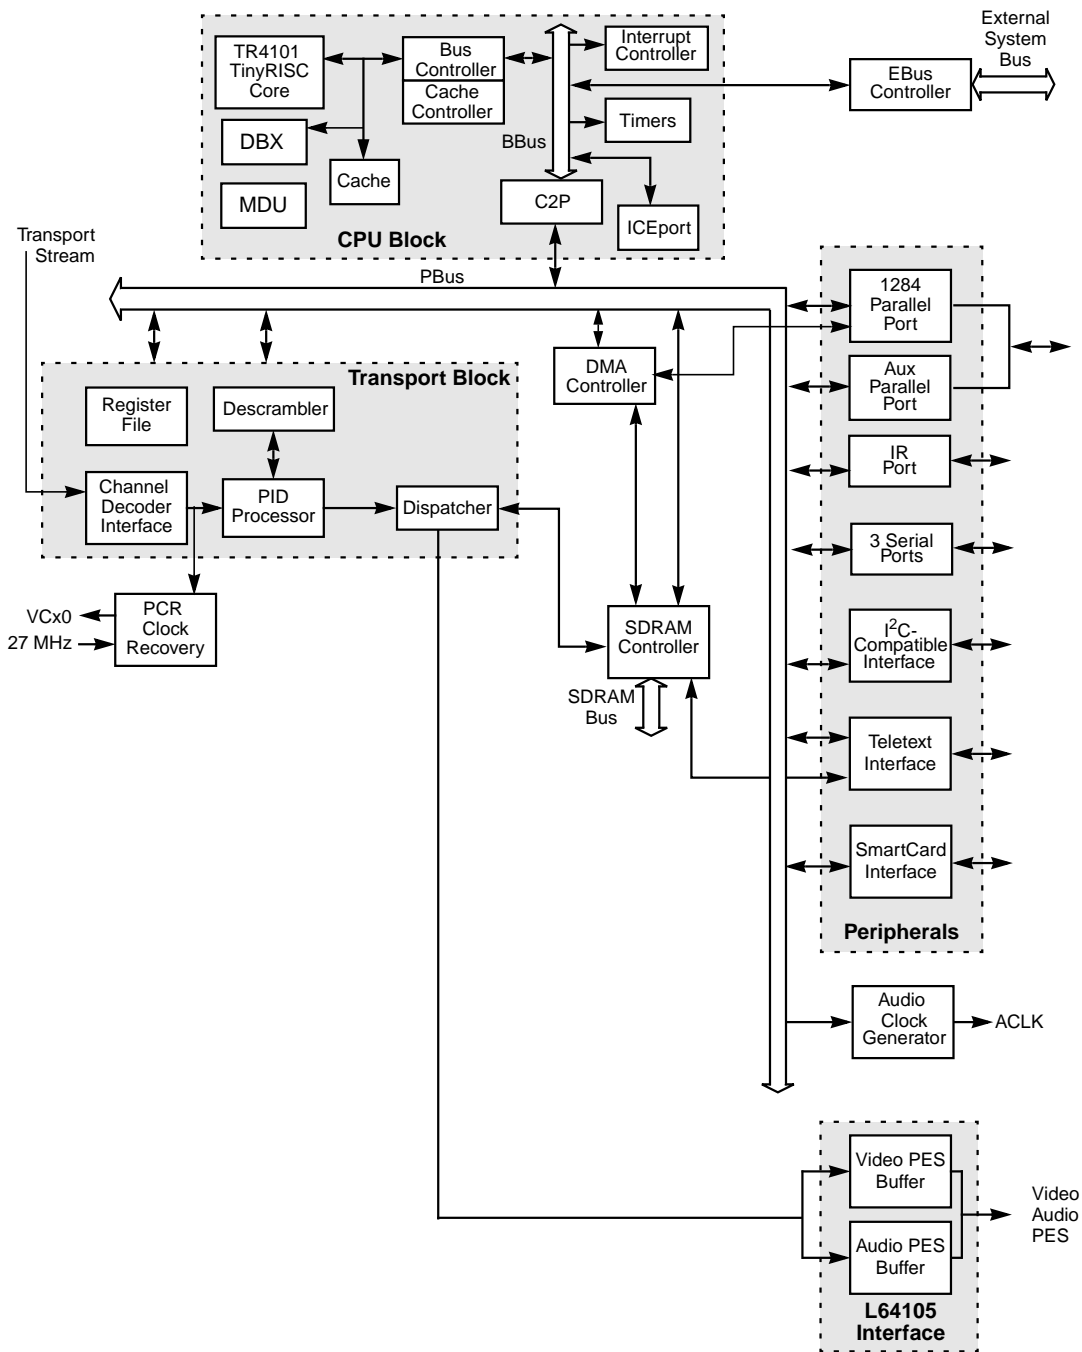 External
System
Bus
TR4101
TinyRISC
Core
Bus
Controller
Cache
Controller
Interrupt
Controller
EBus
Controller
DBX
Timers
BBus
Cache
MDU
C2P
ICEport
CPU Block
Transport
Stream
PBus
1284
Parallel
Port
Transport Block
DMA
Controller
Aux
Parallel
Port
Register
File
Descrambler
IR
Port
Channel
Decoder
Interface
PID
Processor
Dispatcher
3 Serial
Ports
VCx0
27 MHz
PCR
Clock
Recovery
SDRAM
Controller
I²C-
Compatible
Interface
SDRAM
Bus
Teletext
Interface
SmartCard
Interface
Peripherals
Audio
Clock
Generator
ACLK
Video PES
Buffer
Video
Audio
PES
Audio PES
Buffer
L64105
Interface